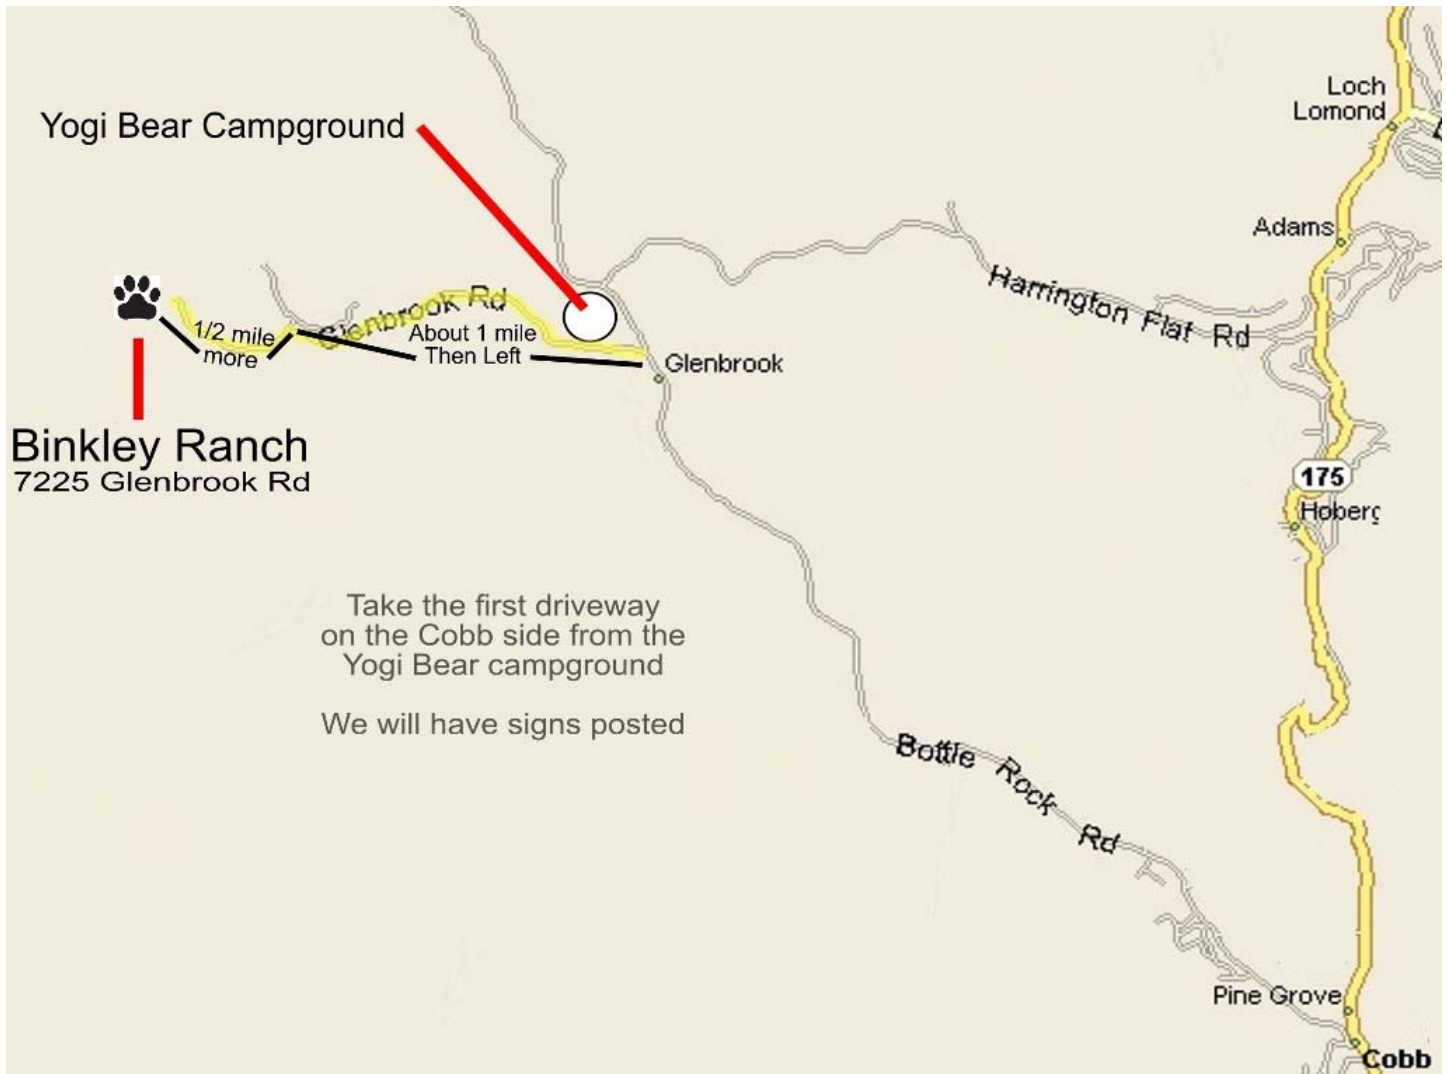 Loch
Lomond
Yogi Bear Campground
Adams
Harrington Flat Rd
Glenbrook Rd
1/2 mile
more
About 1 mile
Then Left
Glenbrook
Binkley Ranch
7225 Glenbrook Rd
175
Hoberg
Take the first driveway
on the Cobb side from the
Yogi Bear campground
We will have signs posted
Bottle Rock Rd
Pine Grove
Cobb